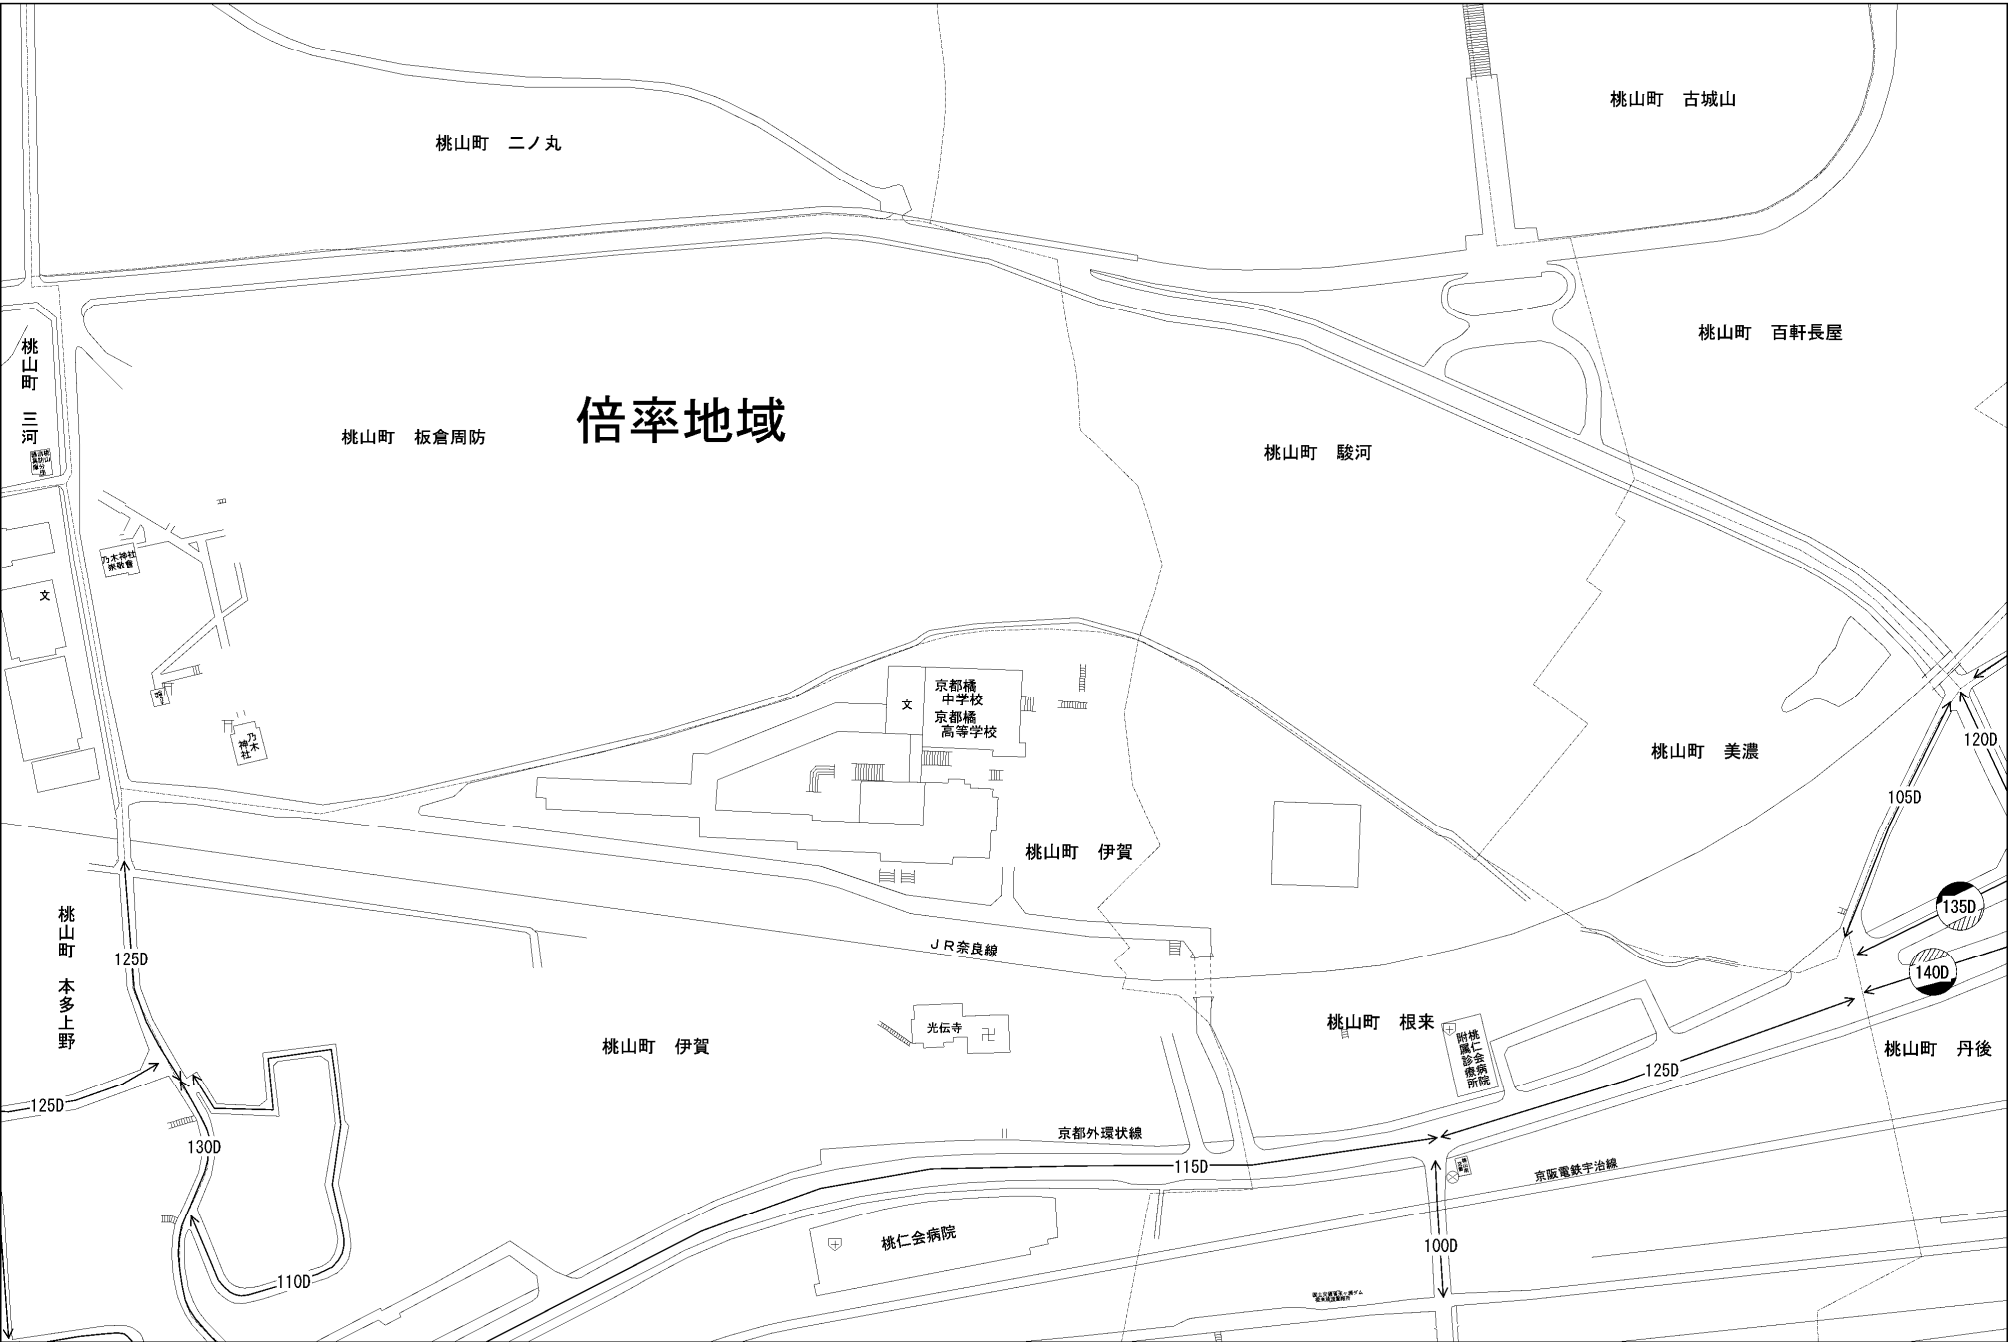 桃山町　古城山
桃山町　二ノ丸
桃山町　百軒長屋
桃山町　三河
倍率地域
桃山町　板倉周防
桃山町　駿河
乃木神社
崇敬會
文
京都橘
中学校
京都橘
高等学校
文
乃木
神社
120D
桃山町　美濃
105D
桃山町　伊賀
135D
桃山町　本多上野
JR奈良線
125D
140D
光伝寺
桃山町　根来
桃山町　伊賀
桃仁会病院
附属診療所
桃山町　丹後
125D
125D
京都外環状線
130D
115D
京阪電鉄宇治線
桃仁会病院
100D
110D